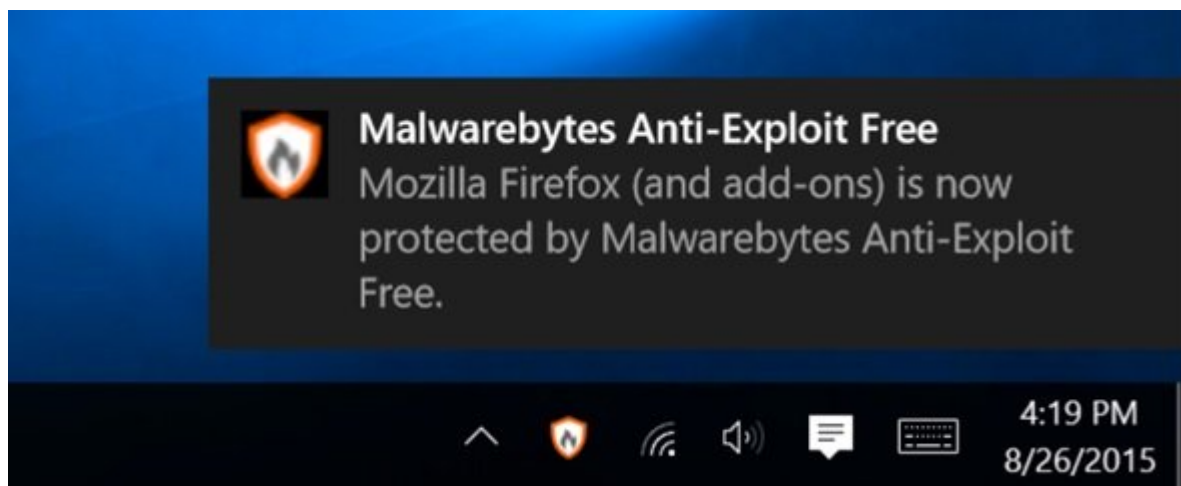 Malwarebytes Anti-Exploit Free
Mozilla Firefox (and add-ons) is now
protected by Malwarebytes Anti-Exploit
Free.
4:19 PM
8/26/2015